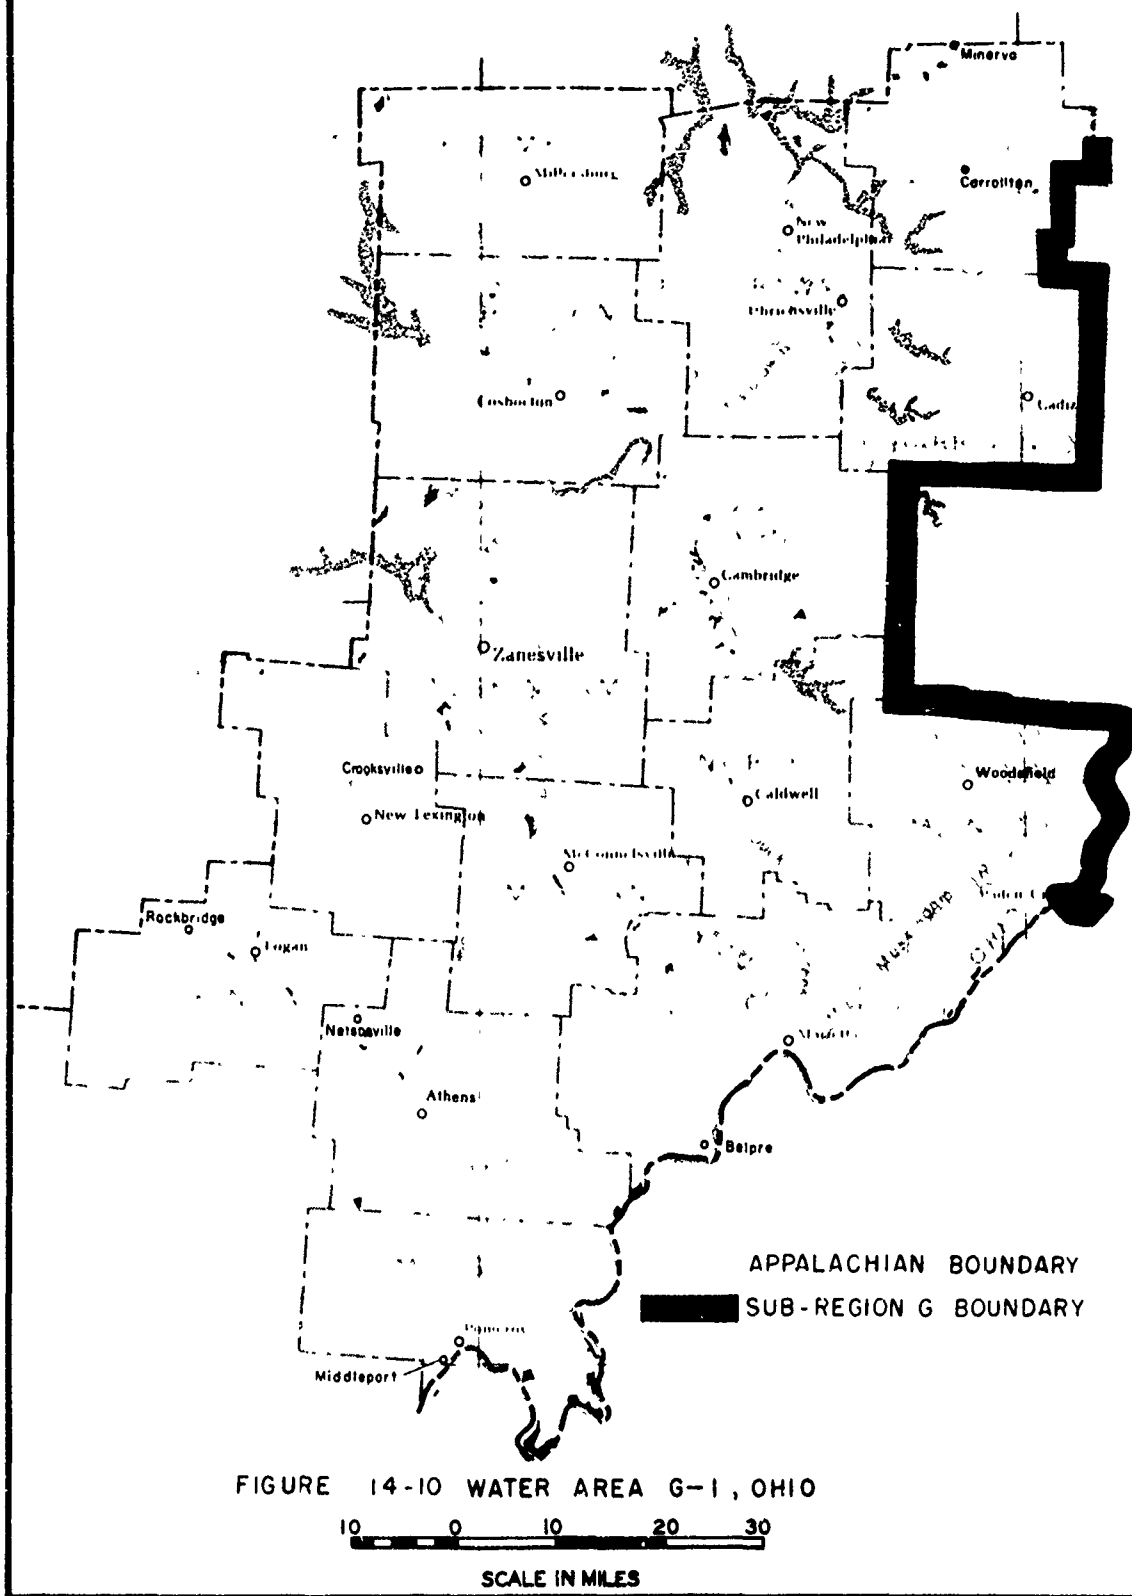 Minerva
Carrollton
Millersburg
New
Philadelphia
Uhrichsville
Coshocton
Cadiz
Cambridge
Zanesville
Crooksville
New Lexington
Caldwell
Woodsfield
McConnelsville
Rockbridge
Logan
Nelsonville
Athens
OHIO
Belpre
Pomeroy
Middleport
APPALACHIAN BOUNDARY
SUB-REGION G BOUNDARY
FIGURE 14-10 WATER AREA G-1, OHIO
10 0 10 20 30
SCALE IN MILES